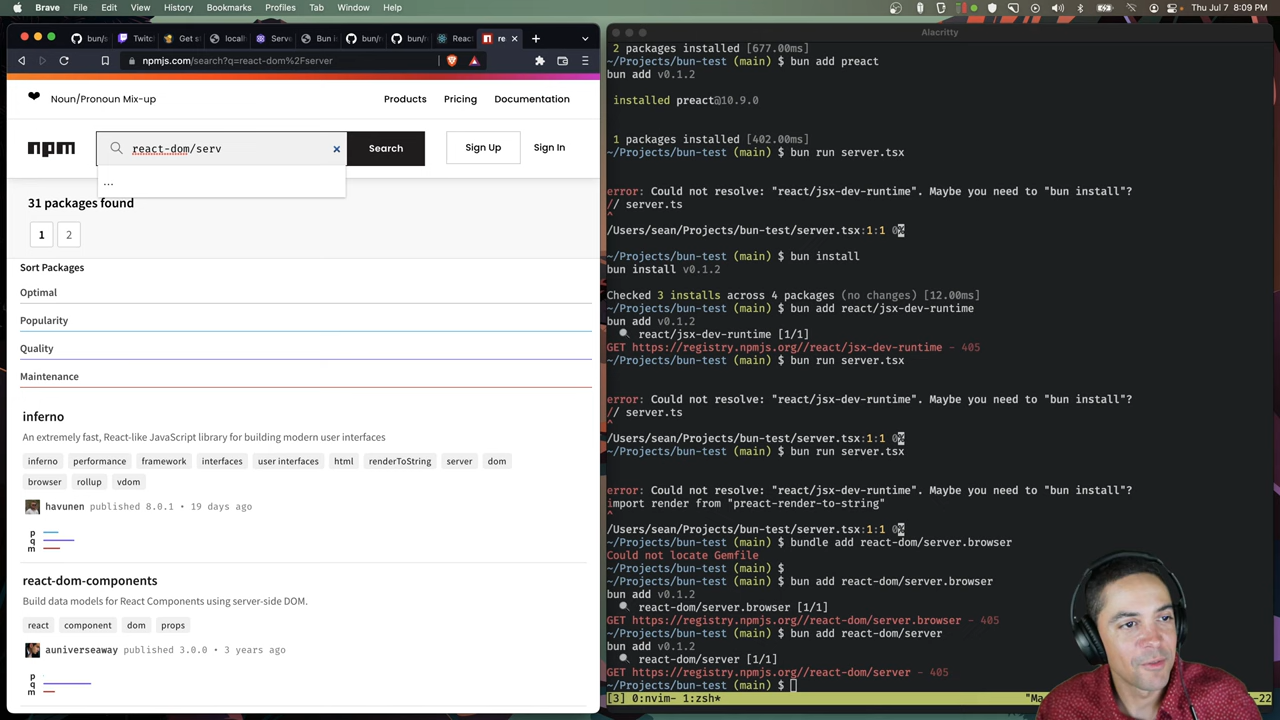 Brave File Edit View History Bookmarks Profiles Tab Window Help
Thu Jul 7 8:09 PM
bun/s
Twitch
Get st
localh
Serve
Bun i
bun/r
bun/r
React
re
npmjs.com/search?q=react-dom%2Fserver
Noun/Pronoun Mix-up
Products
Pricing
Documentation
npm
react-dom/serv
Search
Sign Up
Sign In
...
31 packages found
1
2
Sort Packages
Optimal
Popularity
Quality
Maintenance
inferno
An extremely fast, React-like JavaScript library for building modern user interfaces
inferno performance framework interfaces user interfaces html renderToString server dom
browser rollup vdom
havunen published 8.0.1 • 19 days ago
p
q
m
react-dom-components
Build data models for React Components using server-side DOM.
react component dom props
auniverseaway published 3.0.0 • 3 years ago
p
q
m
Alacritty
2 packages installed [677.00ms]
~/Projects/bun-test (main) $ bun add preact
bun add v0.1.2
installed preact@10.9.0
1 packages installed [402.00ms]
~/Projects/bun-test (main) $ bun run server.tsx
error: Could not resolve: "react/jsx-dev-runtime". Maybe you need to "bun install"?
// server.ts
^
/Users/sean/Projects/bun-test/server.tsx:1:1 0%
~/Projects/bun-test (main) $ bun install
bun install v0.1.2
Checked 3 installs across 4 packages (no changes) [12.00ms]
~/Projects/bun-test (main) $ bun add react/jsx-dev-runtime
bun add v0.1.2
react/jsx-dev-runtime [1/1]
GET https://registry.npmjs.org//react/jsx-dev-runtime - 405
~/Projects/bun-test (main) $ bun run server.tsx
error: Could not resolve: "react/jsx-dev-runtime". Maybe you need to "bun install"?
// server.ts
^
/Users/sean/Projects/bun-test/server.tsx:1:1 0%
~/Projects/bun-test (main) $ bun run server.tsx
error: Could not resolve: "react/jsx-dev-runtime". Maybe you need to "bun install"?
import render from "preact-render-to-string"
^
/Users/sean/Projects/bun-test/server.tsx:1:1 0%
~/Projects/bun-test (main) $ bundle add react-dom/server.browser
Could not locate Gemfile
~/Projects/bun-test (main) $
~/Projects/bun-test (main) $ bun add react-dom/server.browser
bun add v0.1.2
react-dom/server.browser [1/1]
GET https://registry.npmjs.org//react-dom/server.browser - 405
~/Projects/bun-test (main) $ bun add react-dom/server
bun add v0.1.2
react-dom/server [1/1]
GET https://registry.npmjs.org//react-dom/server - 405
~/Projects/bun-test (main) $
[3] 0:nvim- 1:zsh*
"Ma
-22